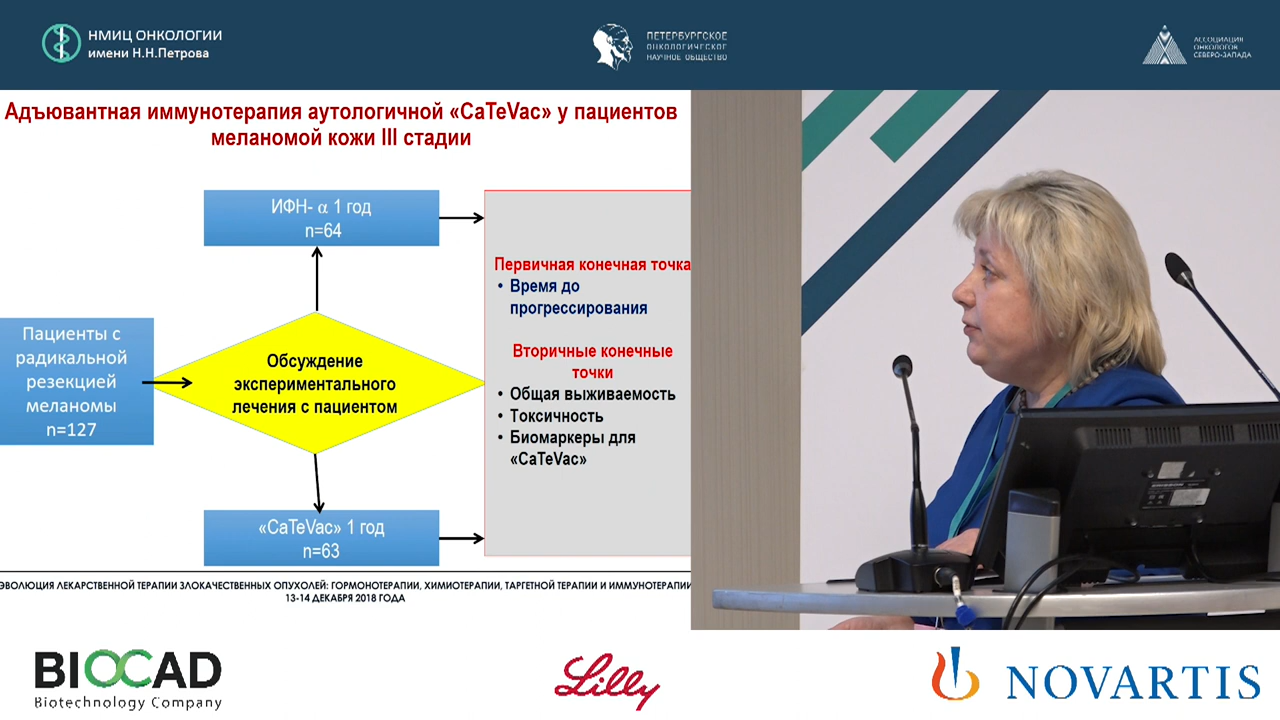 НМИЦ ОНКОЛОГИИ
имени Н.Н.Петрова
ПЕТЕРБУРГСКОЕ
ОНКОЛОГИЧЕСКОЕ
НАУЧНОЕ ОБЩЕСТВО
АССОЦИАЦИЯ
ОНКОЛОГОВ
СЕВЕРО-ЗАПАДА
Адъювантная иммунотерапия аутологичной «CaTeVac» у пациентов
меланомой кожи III стадии
ИФН- α 1 год
n=64
Пациенты с
радикальной
резекцией
меланомы
n=127
Обсуждение
экспериментального
лечения с пациентом
«CaTeVac» 1 год
n=63
Первичная конечная точка
• Время до
прогрессирования
Вторичные конечные
точки
• Общая выживаемость
• Токсичность
• Биомаркеры для
«CaTeVac»
ЭВОЛЮЦИЯ ЛЕКАРСТВЕННОЙ ТЕРАПИИ ЗЛОКАЧЕСТВЕННЫХ ОПУХОЛЕЙ: ГОРМОНОТЕРАПИИ, ХИМИОТЕРАПИИ, ТАРГЕТНОЙ ТЕРАПИИ И ИММУНОТЕРАПИИ
13-14 ДЕКАБРЯ 2018 ГОДА
BIOCAD
Biotechnology Company
Lilly
NOVARTIS